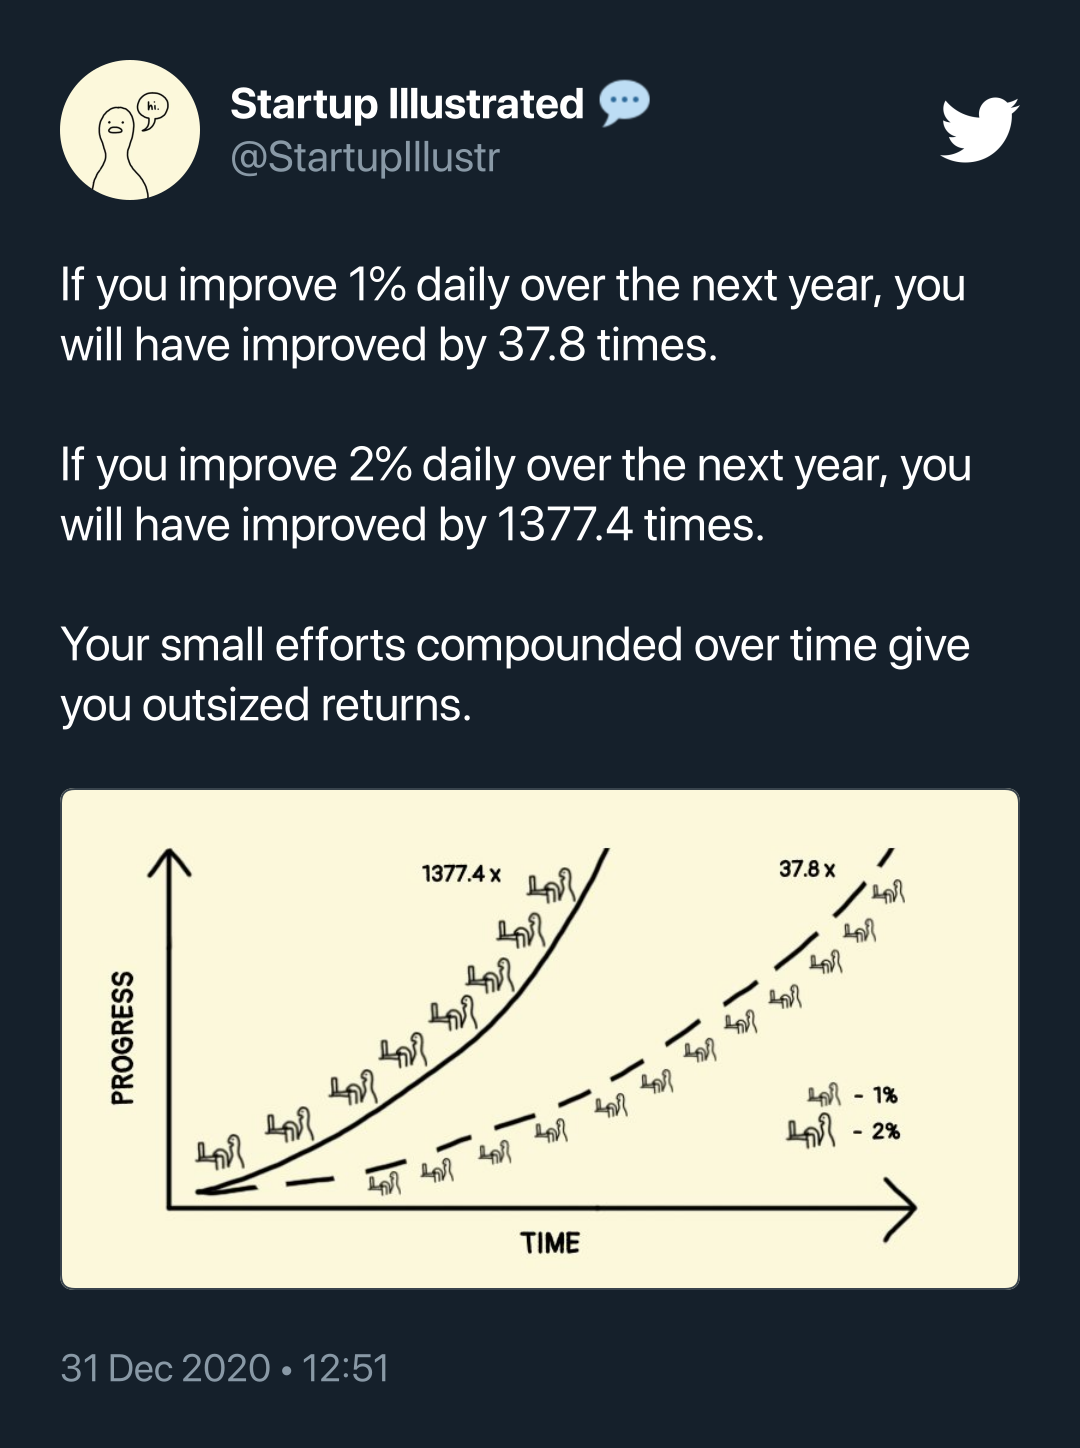 hi.
Startup Illustrated 💬
@StartupIllustr
If you improve 1% daily over the next year, you
will have improved by 37.8 times.
If you improve 2% daily over the next year, you
will have improved by 1377.4 times.
Your small efforts compounded over time give
you outsized returns.
1377.4 x
37.8 x
PROGRESS
- 1%
- 2%
TIME
31 Dec 2020 • 12:51